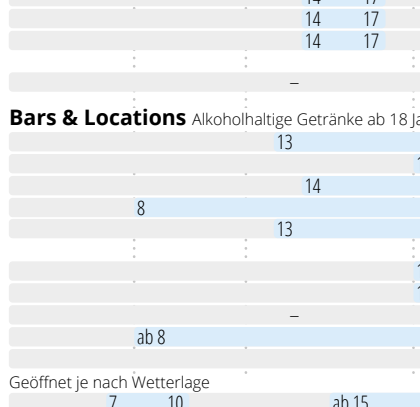 14 17
14 17
14 17
–
Bars & Locations Alkoholhaltige Getränke ab 18 Ja
13
14
8
13
–
ab 8
Geöffnet je nach Wetterlage
7 10 ab 15